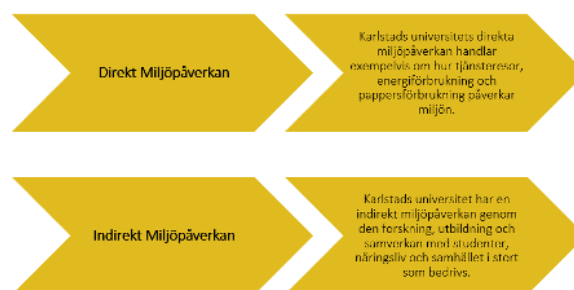 Direkt Miljöpåverkan
Karlstads universitets direkta
miljöpåverkan handlar
exempelvis om hur tjänsteresor,
energiförbrukning och
pappersförbrukning påverkar
miljön.
Indirekt Miljöpåverkan
Karlstads universitet har en
indirekt miljöpåverkan genom
den forskning, utbildning och
samverkan med studenter,
näringsliv och samhället i stort
som bedrivs.